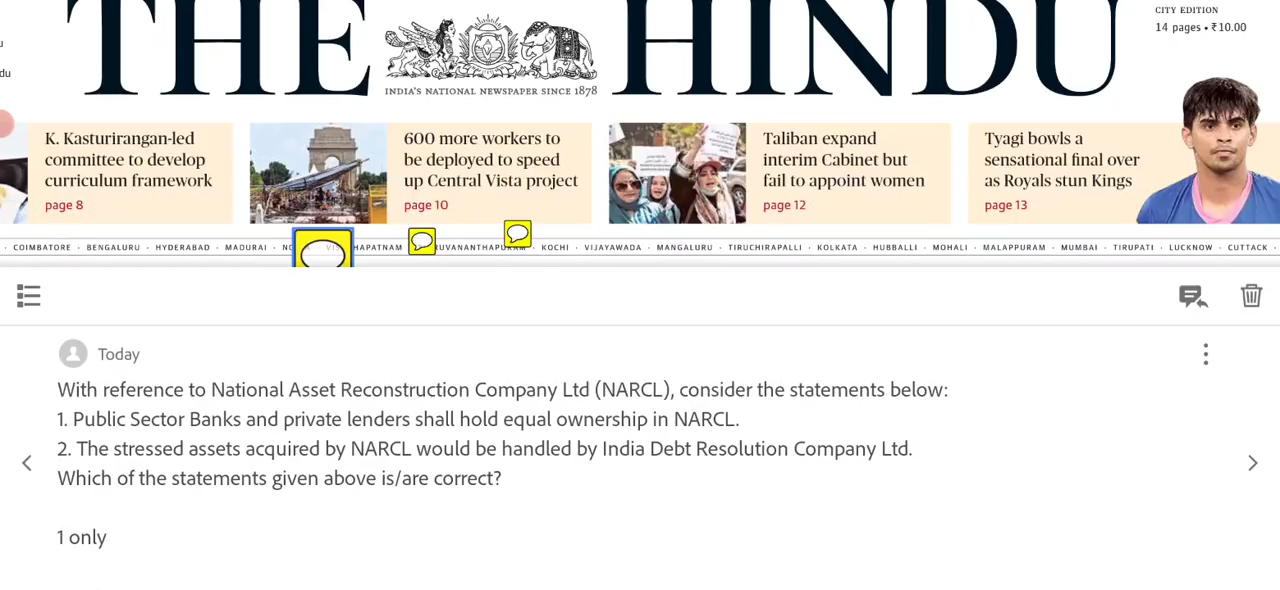 THE HINDU
CITY EDITION
14 pages • ₹10.00
INDIA'S NATIONAL NEWSPAPER SINCE 1878
du
K. Kasturirangan-led
committee to develop
curriculum framework
page 8
600 more workers to
be deployed to speed
up Central Vista project
page 10
Taliban expand
interim Cabinet but
fail to appoint women
page 12
Tyagi bowls a
sensational final over
as Royals stun Kings
page 13
· COIMBATORE · BENGALURU · HYDERABAD · MADURAI · HAPATNAM RUVANANTHAPURAM · KOCHI · VIJAYAWADA · MANGALURU · TIRUCHIRAPALLI · KOLKATA · HUBBALLI · MOHALI · MALAPPURAM · MUMBAI · TIRUPATI · LUCKNOW · CUTTACK ·
Today
With reference to National Asset Reconstruction Company Ltd (NARCL), consider the statements below:
1. Public Sector Banks and private lenders shall hold equal ownership in NARCL.
2. The stressed assets acquired by NARCL would be handled by India Debt Resolution Company Ltd.
Which of the statements given above is/are correct?
1 only